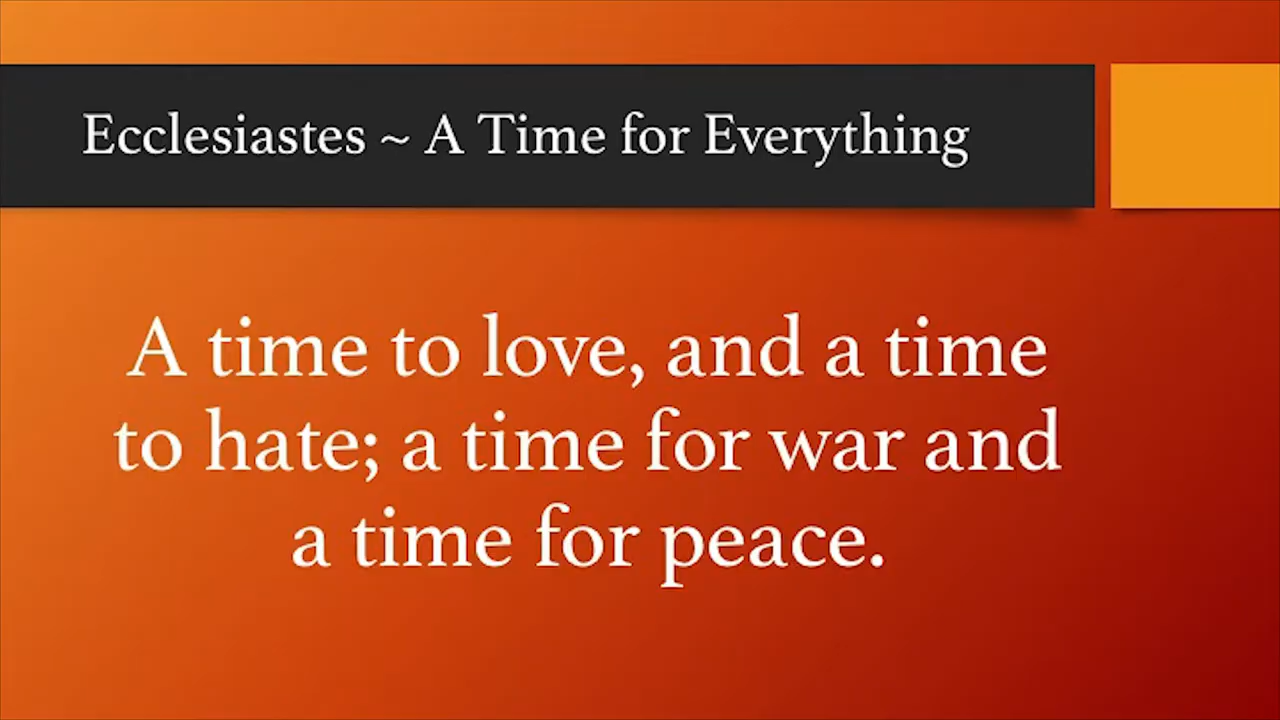 Ecclesiastes ~ A Time for Everything
A time to love, and a time
to hate; a time for war and
a time for peace.